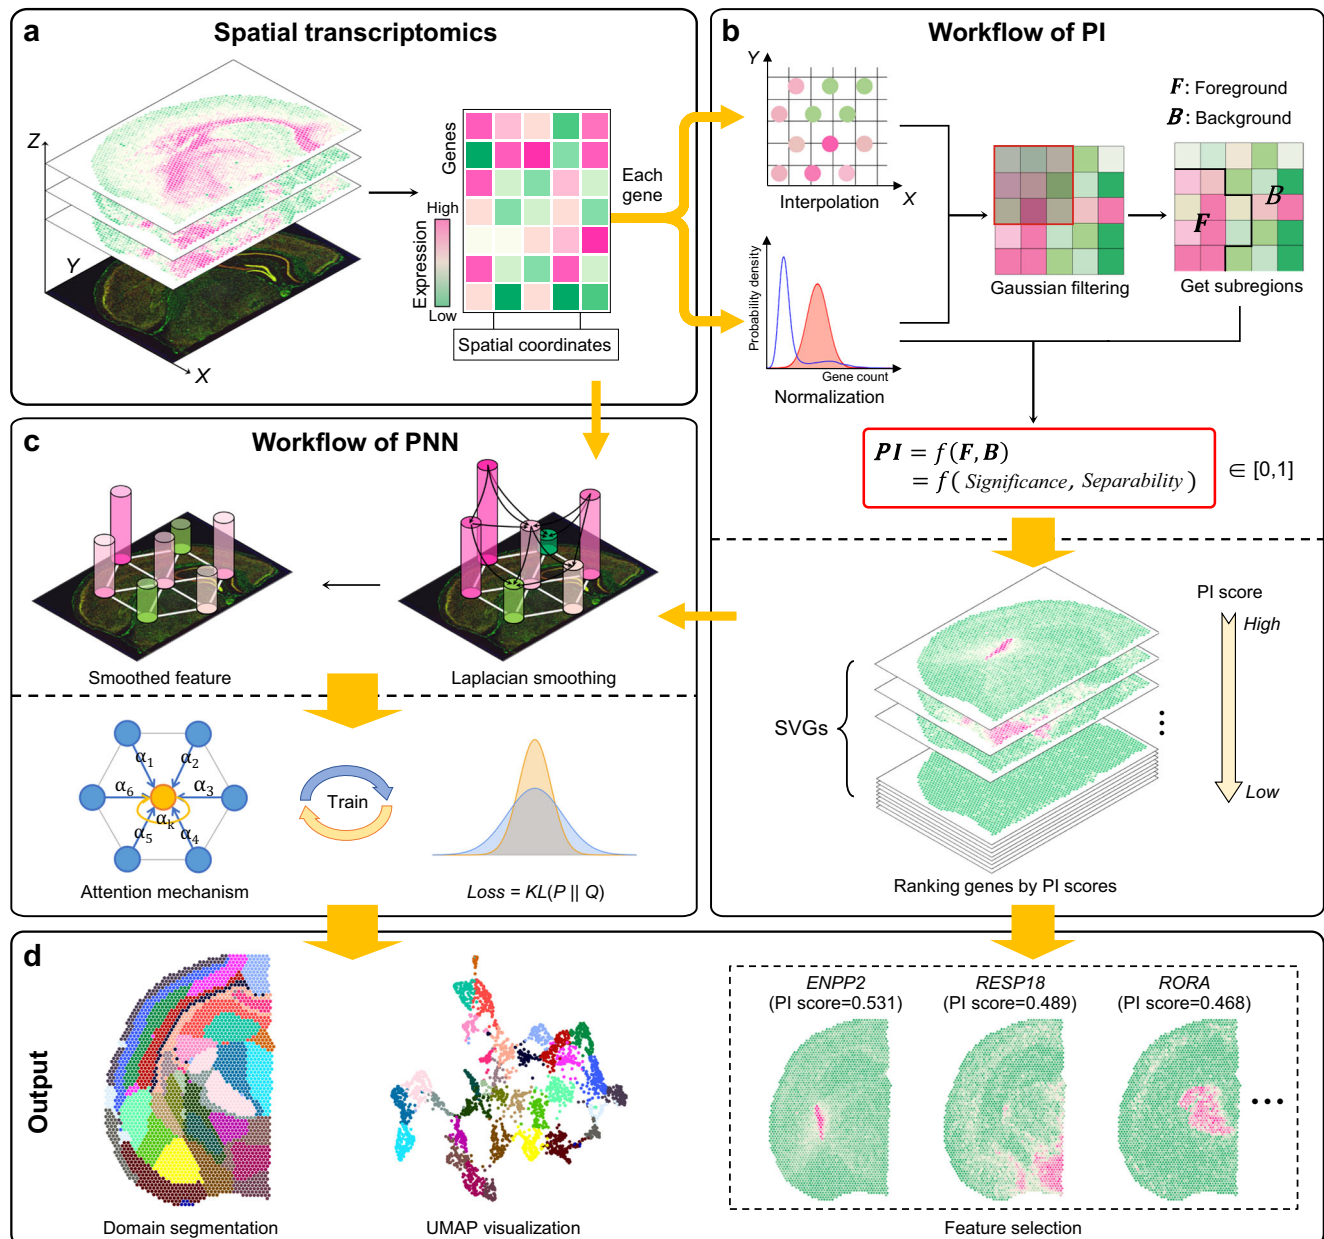 a
Spatial transcriptomics
Z
Y
X
Genes
High
Expression
Low
Spatial coordinates
Each
gene
b
Workflow of PI
Y
X
Interpolation
Probability density
Gene count
Normalization
F: Foreground
B: Background
Gaussian filtering
F
B
Get subregions
PI = f(F, B)
= f( Significance, Separability )
∈ [0,1]
PI score
High
Low
SVGs
Ranking genes by PI scores
c
Workflow of PNN
Smoothed feature
Laplacian smoothing
α1
α2
α6
α3
αk
α5
α4
Attention mechanism
Train
Loss = KL(P || Q)
d
Output
Domain segmentation
UMAP visualization
ENPP2
(PI score=0.531)
RESP18
(PI score=0.489)
RORA
(PI score=0.468)
Feature selection